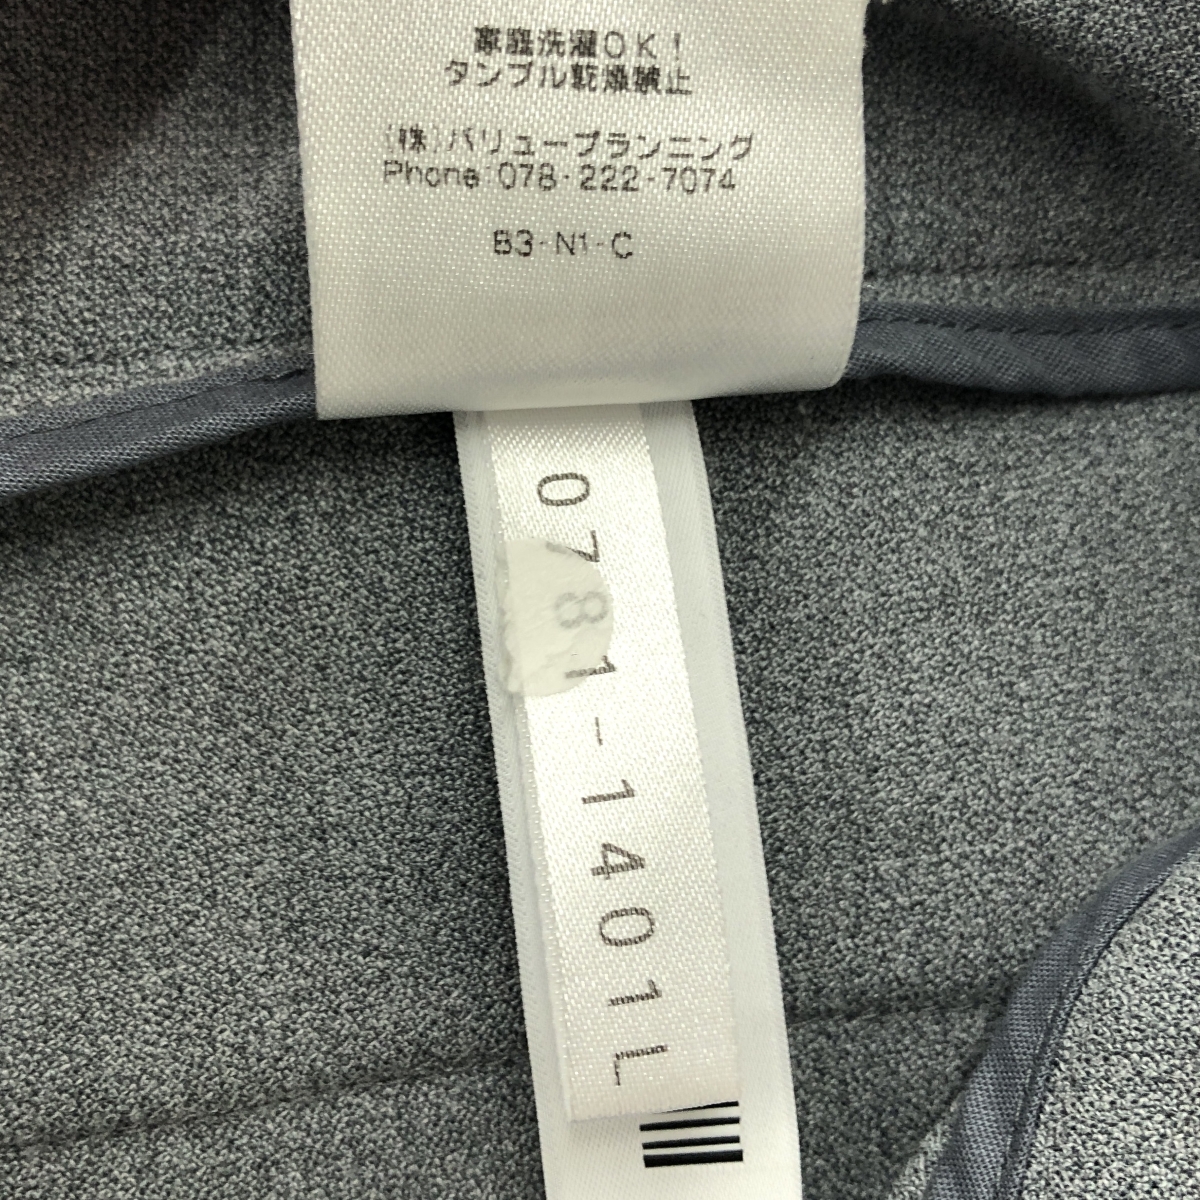 家庭洗濯OK!
タンブル乾燥禁止
(株)バリュープランニング
Phone:078-222-7074
B3-N1-C
0781-1401L